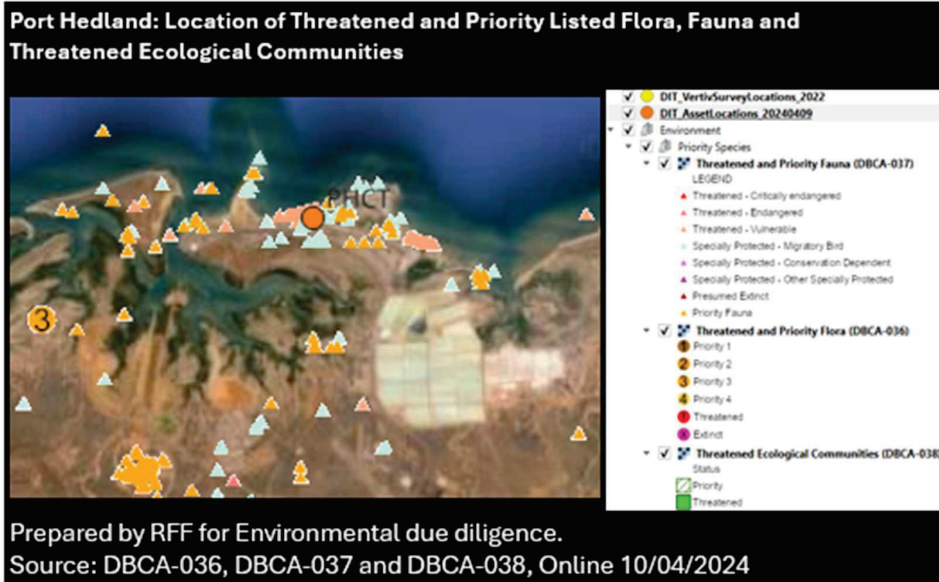 Port Hedland: Location of Threatened and Priority Listed Flora, Fauna and
Threatened Ecological Communities
PHCT
3
DIT_VertivSurveyLocations_2022
DIT_AssetLocations_20240409
Environment
Priority Species
Threatened and Priority Fauna (DBCA-037)
LEGEND
Threatened - Critically endangered
Threatened - Endangered
Threatened - Vulnerable
Specially Protected - Migratory Bird
Specially Protected - Conservation Dependent
Specially Protected - Other Specially Protected
Presumed Extinct
Priority Fauna
Threatened and Priority Flora (DBCA-036)
1 Priority 1
2 Priority 2
3 Priority 3
4 Priority 4
Threatened
Extinct
Threatened Ecological Communities (DBCA-038
Status
Priority
Threatened
Prepared by RFF for Environmental due diligence.
Source: DBCA-036, DBCA-037 and DBCA-038, Online 10/04/2024